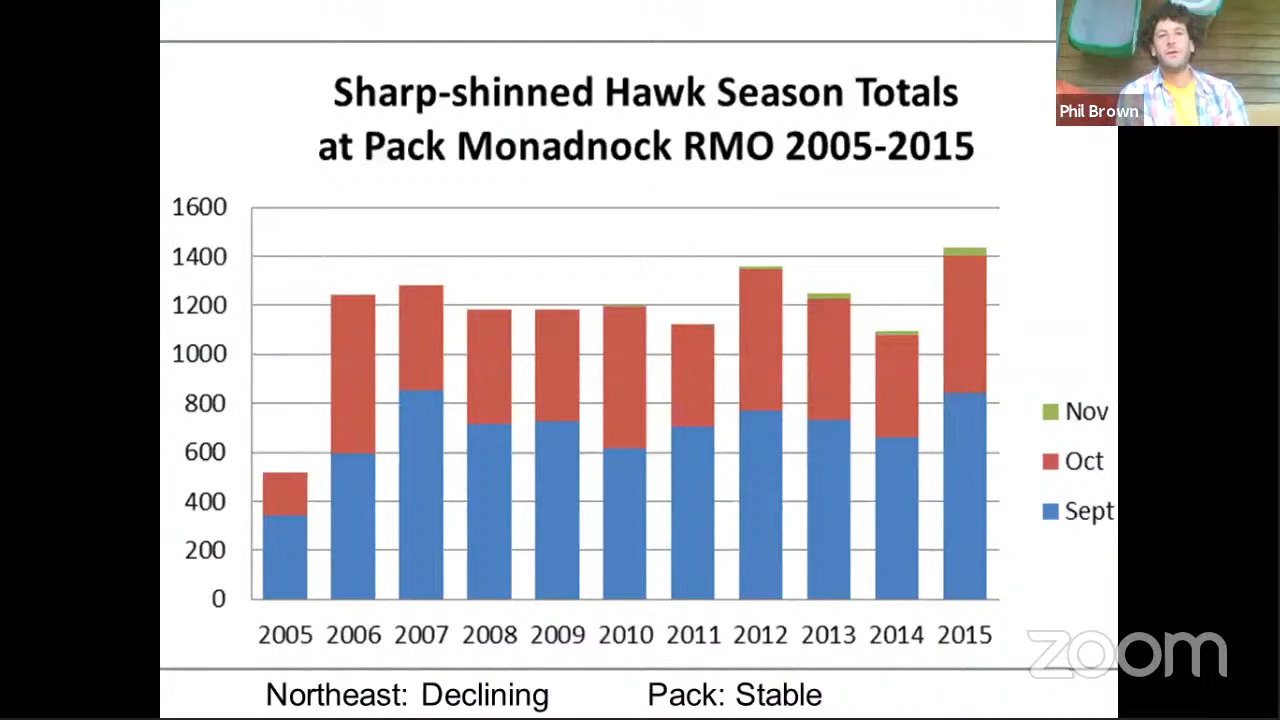 Sharp-shinned Hawk Season Totals
at Pack Monadnock RMO 2005-2015
Phil Brown
1600
1400
1200
1000
800
600
400
200
0
2005 2006 2007 2008 2009 2010 2011 2012 2013 2014 2015
Nov
Oct
Sept
zoom
Northeast: Declining Pack: Stable